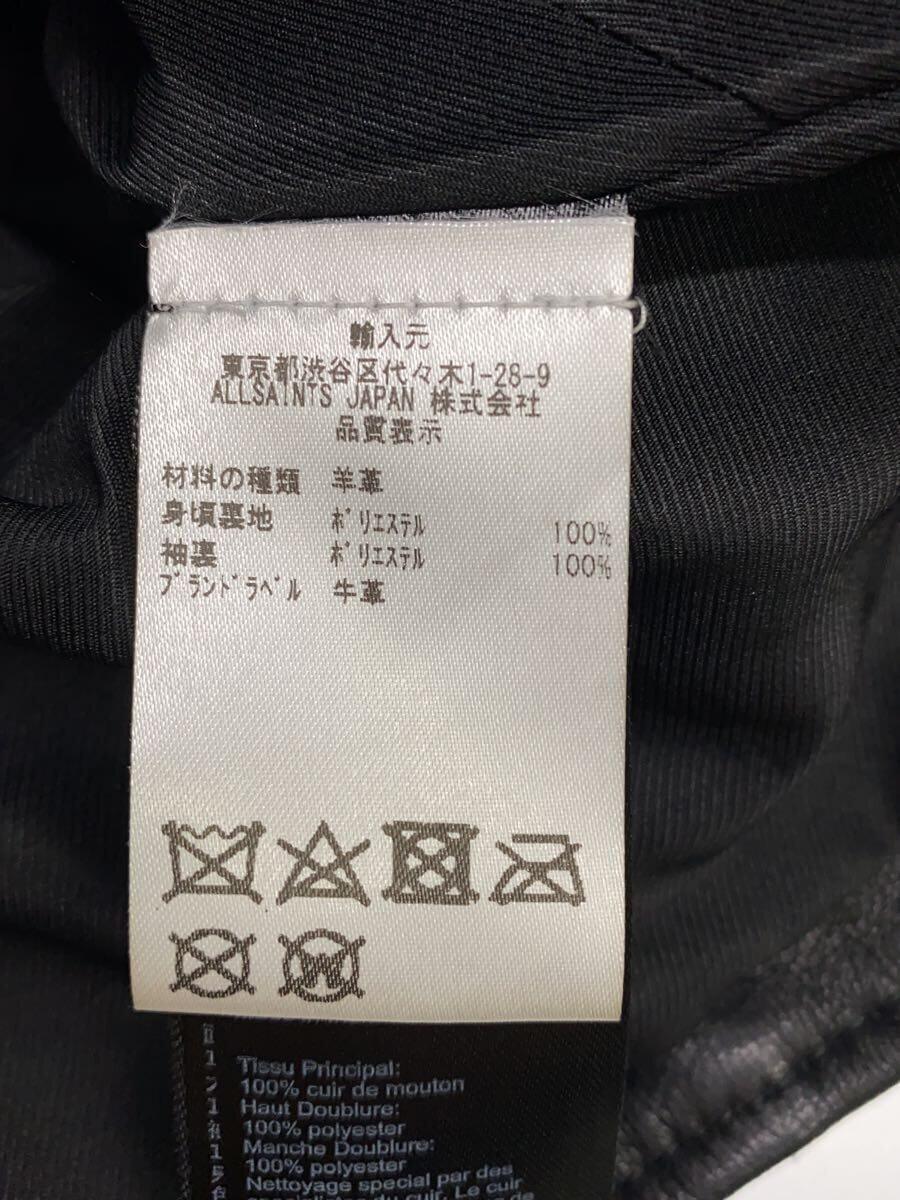 輸入元
東京都渋谷区代々木1-28-9
ALLSAINTS JAPAN 株式会社
品質表示
材料の種類 羊革
身頃裏地 ポリエステル 100%
袖裏 ポリエステル 100%
ブランドラベル 牛革
Tissu Principal:
100% cuir de mouton
Haut Doublure:
100% polyester
Manche Doublure:
100% polyester
Nettoyage special par des
du cuir. Le cuir